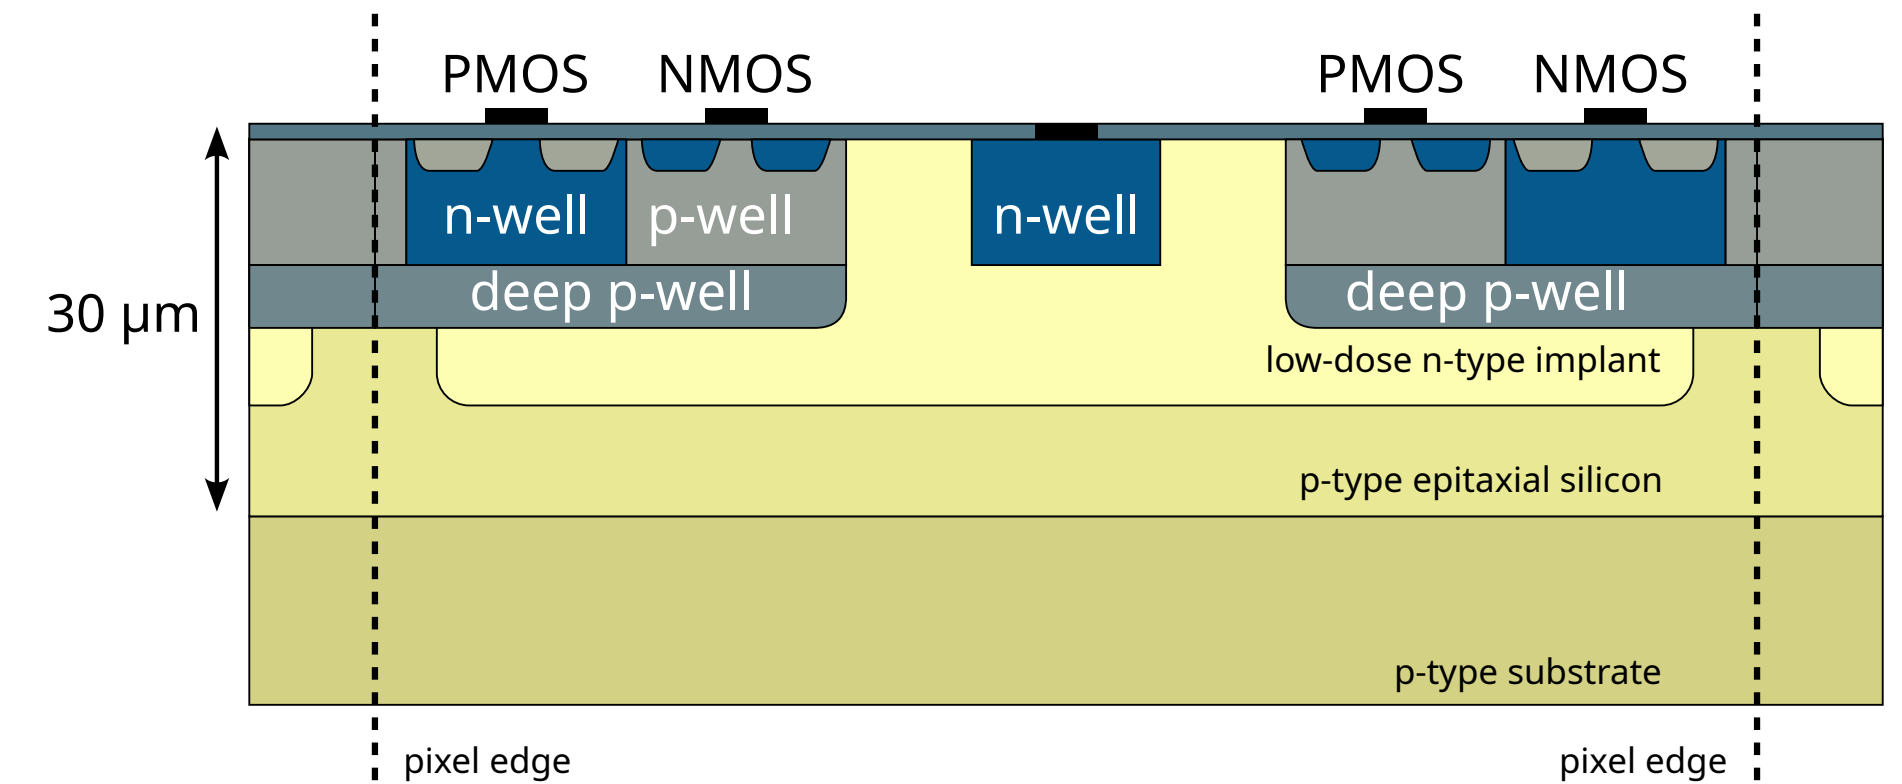 PMOS NMOS PMOS NMOS
n-well p-well n-well
deep p-well deep p-well
30 µm
low-dose n-type implant
p-type epitaxial silicon
p-type substrate
pixel edge pixel edge